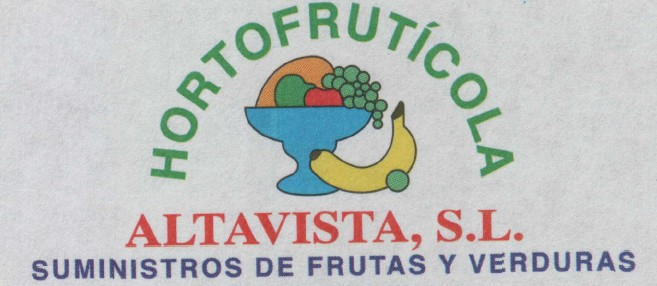 HORTOFRUTÍCOLA
ALTAVISTA, S.L.
SUMINISTROS DE FRUTAS Y VERDURAS